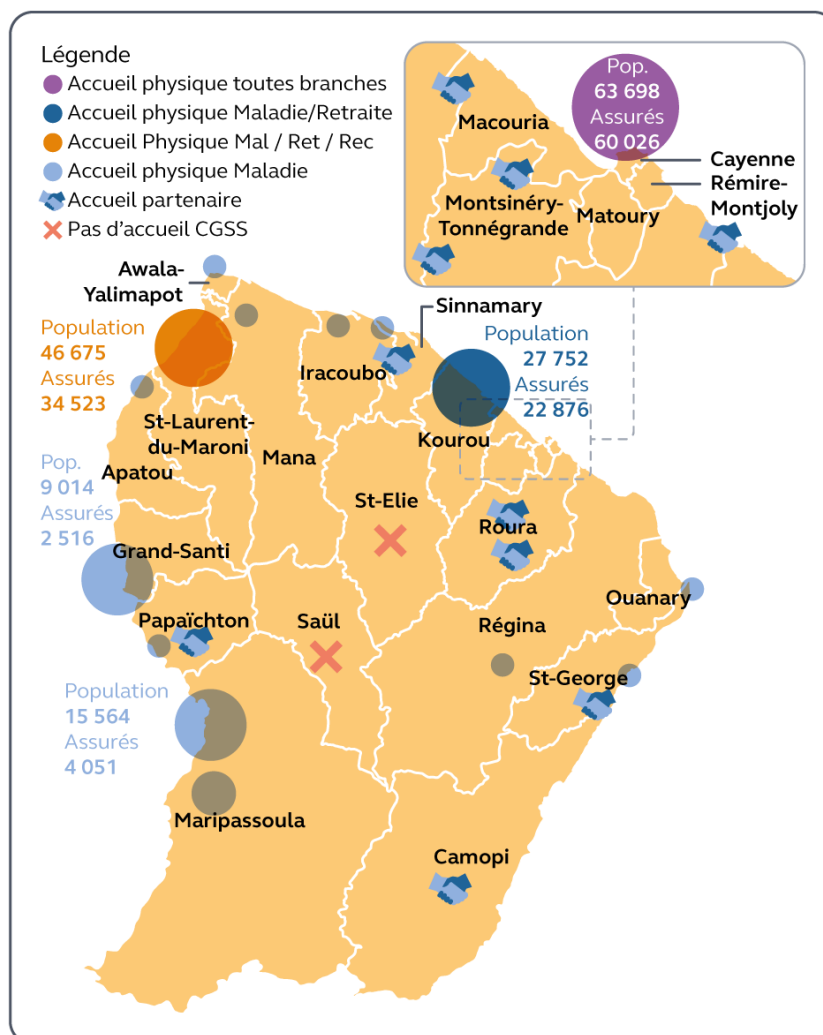 Légende
Accueil physique toutes branches
Accueil physique Maladie/Retraite
Accueil Physique Mal / Ret / Rec
Accueil physique Maladie
Accueil partenaire
Pas d'accueil CGSS
Pop.
63 698
Assurés
60 026
Macouria
Cayenne
Rémire-
Montjoly
Montsinéry-
Tonnégrande
Matoury
Awala-
Yalimapot
Sinnamary
Population
46 675
Assurés
34 523
Population
27 752
Assurés
22 876
Iracoubo
St-Laurent-
du-Maroni
Kourou
Mana
Apatou
Pop.
9 014
Assurés
2 516
St-Elie
Roura
Grand-Santi
Papaïchton
Saül
Régina
Ouanary
St-George
Population
15 564
Assurés
4 051
Maripassoula
Camopi